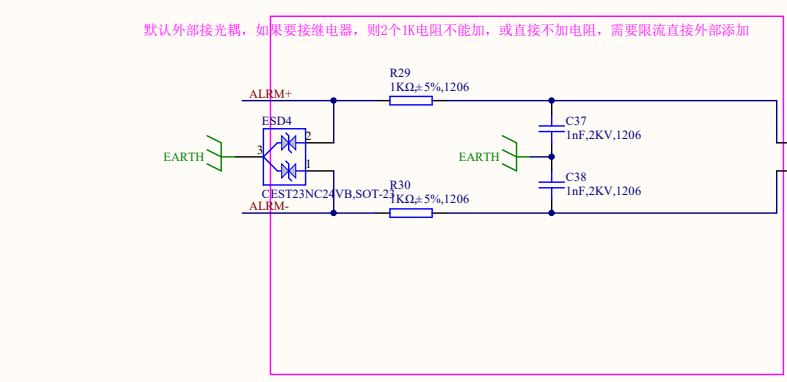 默认外部接光耦，如果要接继电器，则2个1K电阻不能加，或直接不加电阻，需要限流直接外部添加
R29
1KΩ,±5%,1206
ALRM+
ESD4
2
C37
1nF,2KV,1206
EARTH
3
EARTH
1
C38
1nF,2KV,1206
CEST23NC24VB,SOT-23
R30
1KΩ,±5%,1206
ALRM-